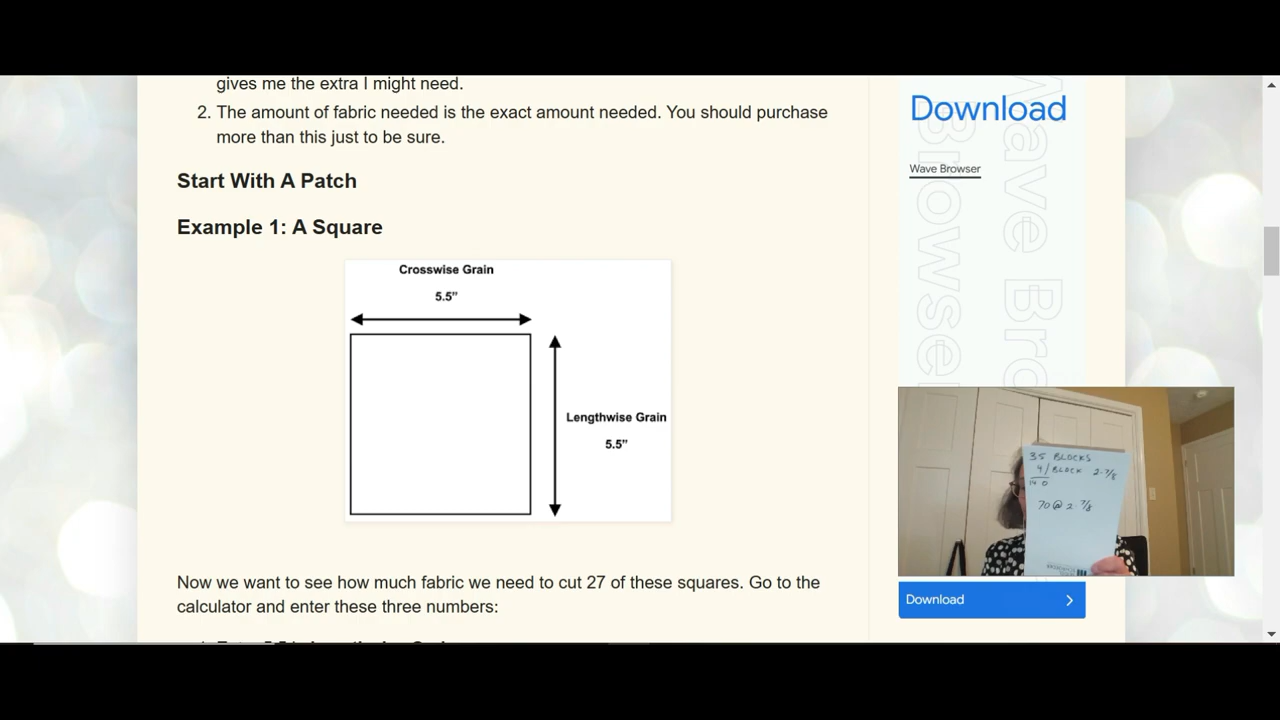 gives me the extra I might need.
2. The amount of fabric needed is the exact amount needed. You should purchase
more than this just to be sure.
Start With A Patch
Example 1: A Square
Crosswise Grain
5.5”
Lengthwise Grain
5.5”
Now we want to see how much fabric we need to cut 27 of these squares. Go to the
calculator and enter these three numbers:
Download
Wave Browser
Wave Bro
Browser
35 BLOCKS
4/BLOCK 2-7/8
140
70@2 7/8
Download